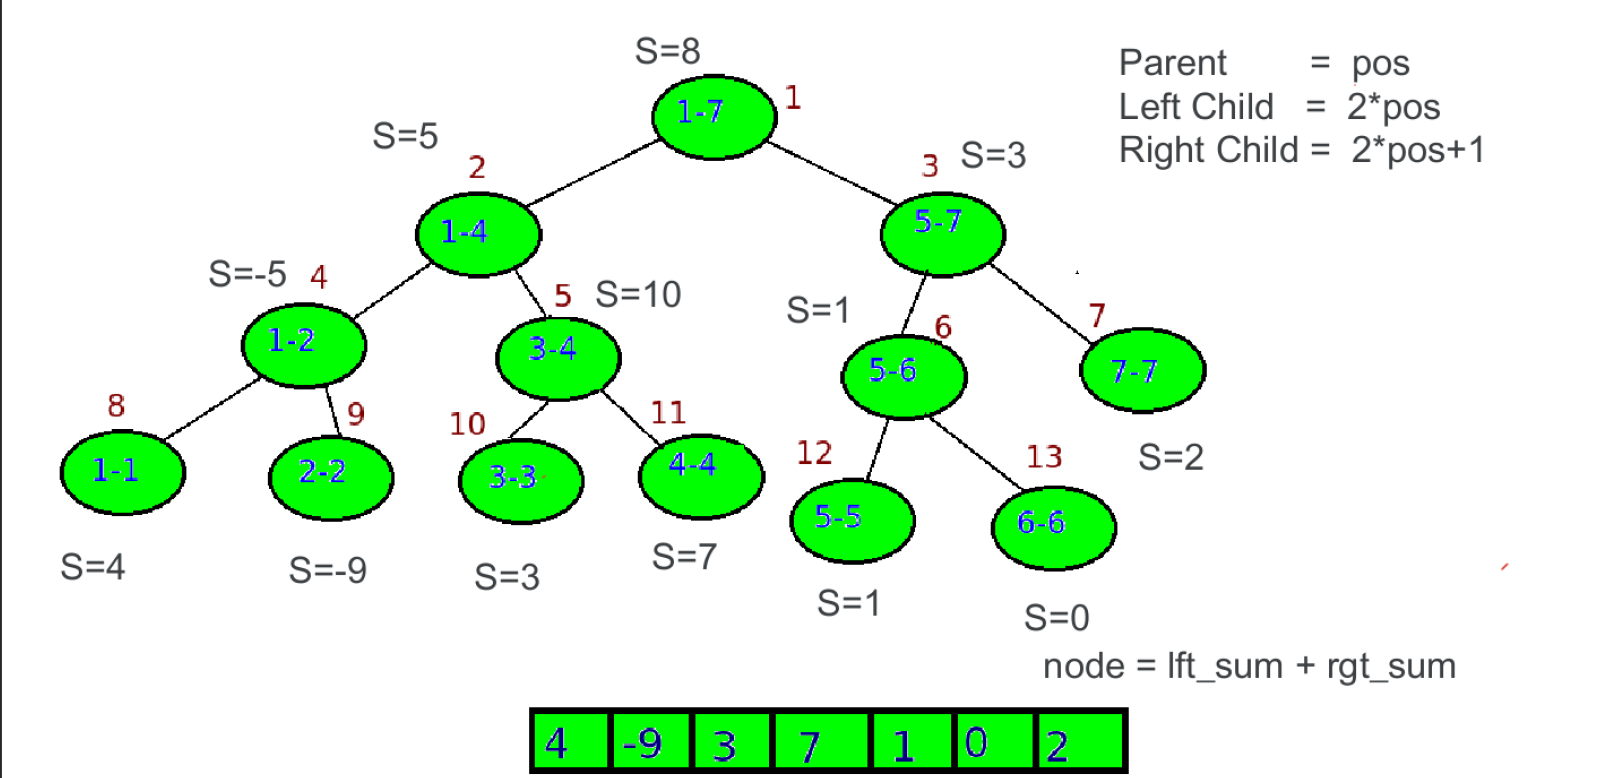 S=8
1-7
1
Parent = pos
Left Child = 2*pos
Right Child = 2*pos+1
S=5
2
1-4
3
S=3
5-7
S=-5
4
1-2
5
S=10
3-4
S=1
6
5-6
7
7-7
S=2
8
1-1
S=4
9
2-2
S=-9
10
3-3
S=3
11
4-4
S=7
12
5-5
S=1
13
6-6
S=0
node = lft_sum + rgt_sum
4 -9 3 7 1 0 2